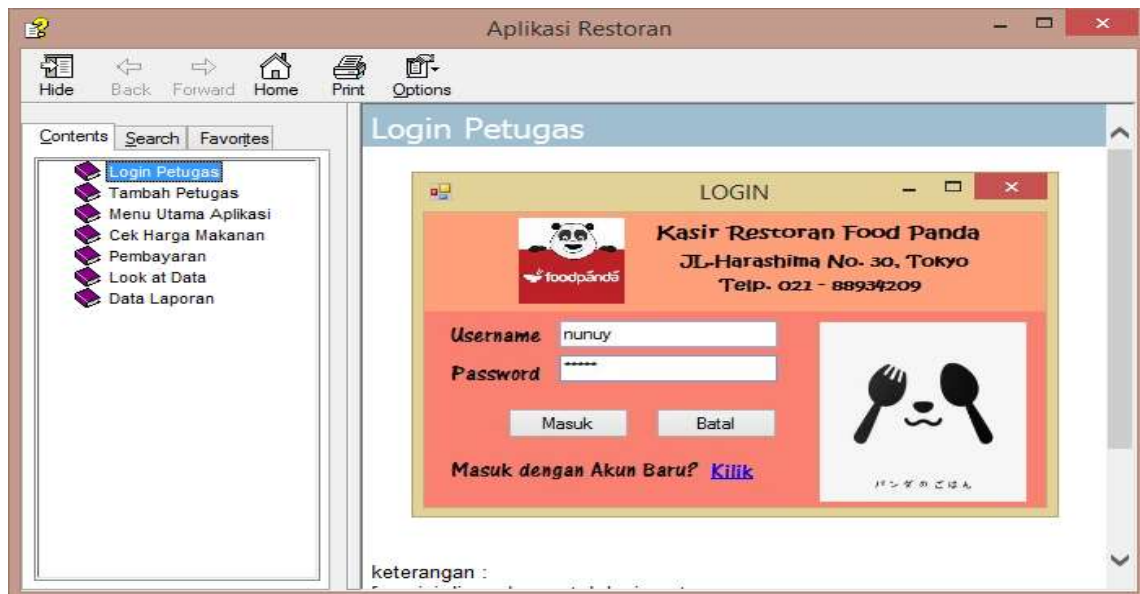 Aplikasi Restoran
Hide Back Forward Home Print Options
Contents Search Favorites
Login Petugas
Tambah Petugas
Menu Utama Aplikasi
Cek Harga Makanan
Pembayaran
Look at Data
Data Laporan
Login Petugas
LOGIN
foodpanda
Kasir Restoran Food Panda
JL.Harashima No. 30, Tokyo
Telp. 021 - 88934209
Username nunuy
Password *****
Masuk Batal
Masuk dengan Akun Baru? Kilik
パンダのごはん
keterangan :